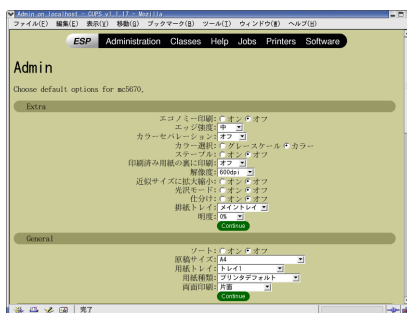 Admin on localhost - CUPS v1.1.17 - Mozilla
ファイル(F) 編集(E) 表示(V) 移動(G) ブックマーク(B) ツール(T) ウィンドウ(W) ヘルプ(H)
ESP Administration Classes Help Jobs Printers Software
Admin
Choose default options for mc5670,
Extra
エコノミー印刷: オン オフ
エッジ強度: 中
カラーセパレーション: オフ
カラー選択: グレースケール カラー
ステープル: オン オフ
印刷済み用紙の裏に印刷: オフ
解像度: 600dpi
近似サイズに拡大縮小: オン オフ
光沢モード: オン オフ
仕分け: オン オフ
排紙トレイ: メイントレイ
明度: 0%
Continue
General
ソート: オン オフ
原稿サイズ: A4
用紙トレイ: トレイ1
用紙種類: プリンタデフォルト
両面印刷: 片面
Continue
完了